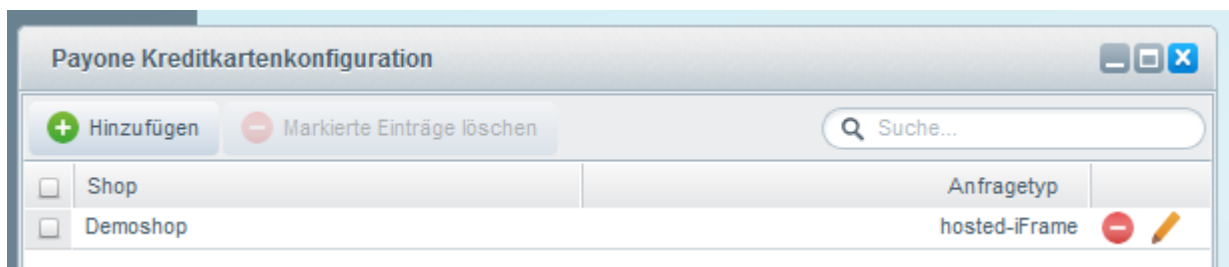 Payone Kreditkartenkonfiguration
Hinzufügen Markierte Einträge löschen Suche...
Shop Anfragetyp
Demoshop hosted-iFrame